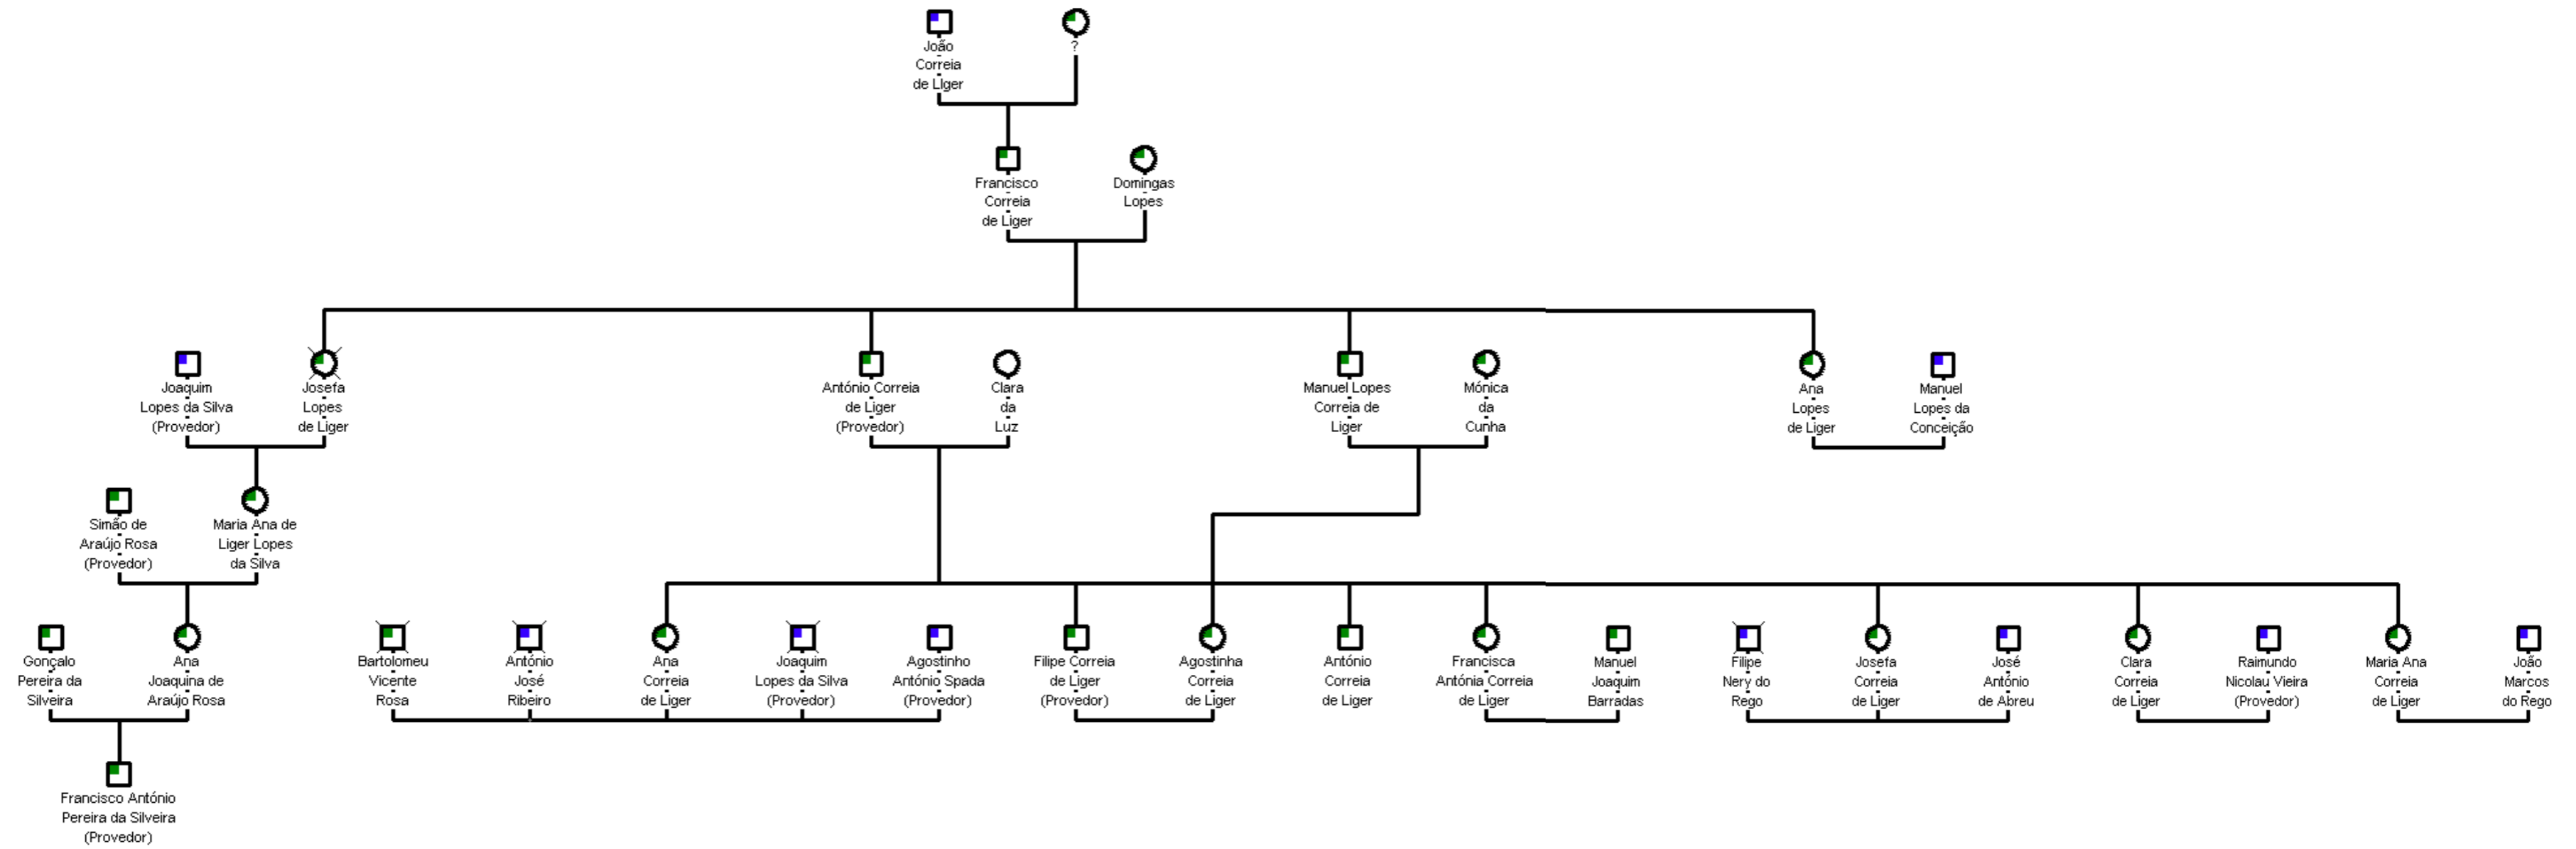 João
Correia
de Liger
?
Francisco
Correia
de Liger
Domingas
Lopes
Joaquim
Lopes da Silva
(Provedor)
Josefa
Lopes
de Liger
António Correia
de Liger
(Provedor)
Clara
da
Luz
Manuel Lopes
Correia de
Liger
Mónica
da
Cunha
Ana
Lopes
de Liger
Manuel
Lopes da
Conceição
Simão de
Araújo Rosa
(Provedor)
Maria Ana de
Liger Lopes
da Silva
Gonçalo
Pereira da
Silveira
Ana
Joaquina de
Araújo Rosa
Bartolomeu
Vicente
Rosa
António
José
Ribeiro
Ana
Correia
de Liger
Joaquim
Lopes da Silva
(Provedor)
Agostinho
António Spada
(Provedor)
Filipe Correia
de Liger
(Provedor)
Agostinha
Correia
de Liger
António
Correia
de Liger
Francisca
Antónia Correia
de Liger
Manuel
Joaquim
Barradas
Filipe
Nery do
Rego
Josefa
Correia
de Liger
José
António
de Abreu
Clara
Correia
de Liger
Raimundo
Nicolau Vieira
(Provedor)
Maria Ana
Correia
de Liger
João
Marcos
do Rego
Francisco António
Pereira da Silveira
(Provedor)